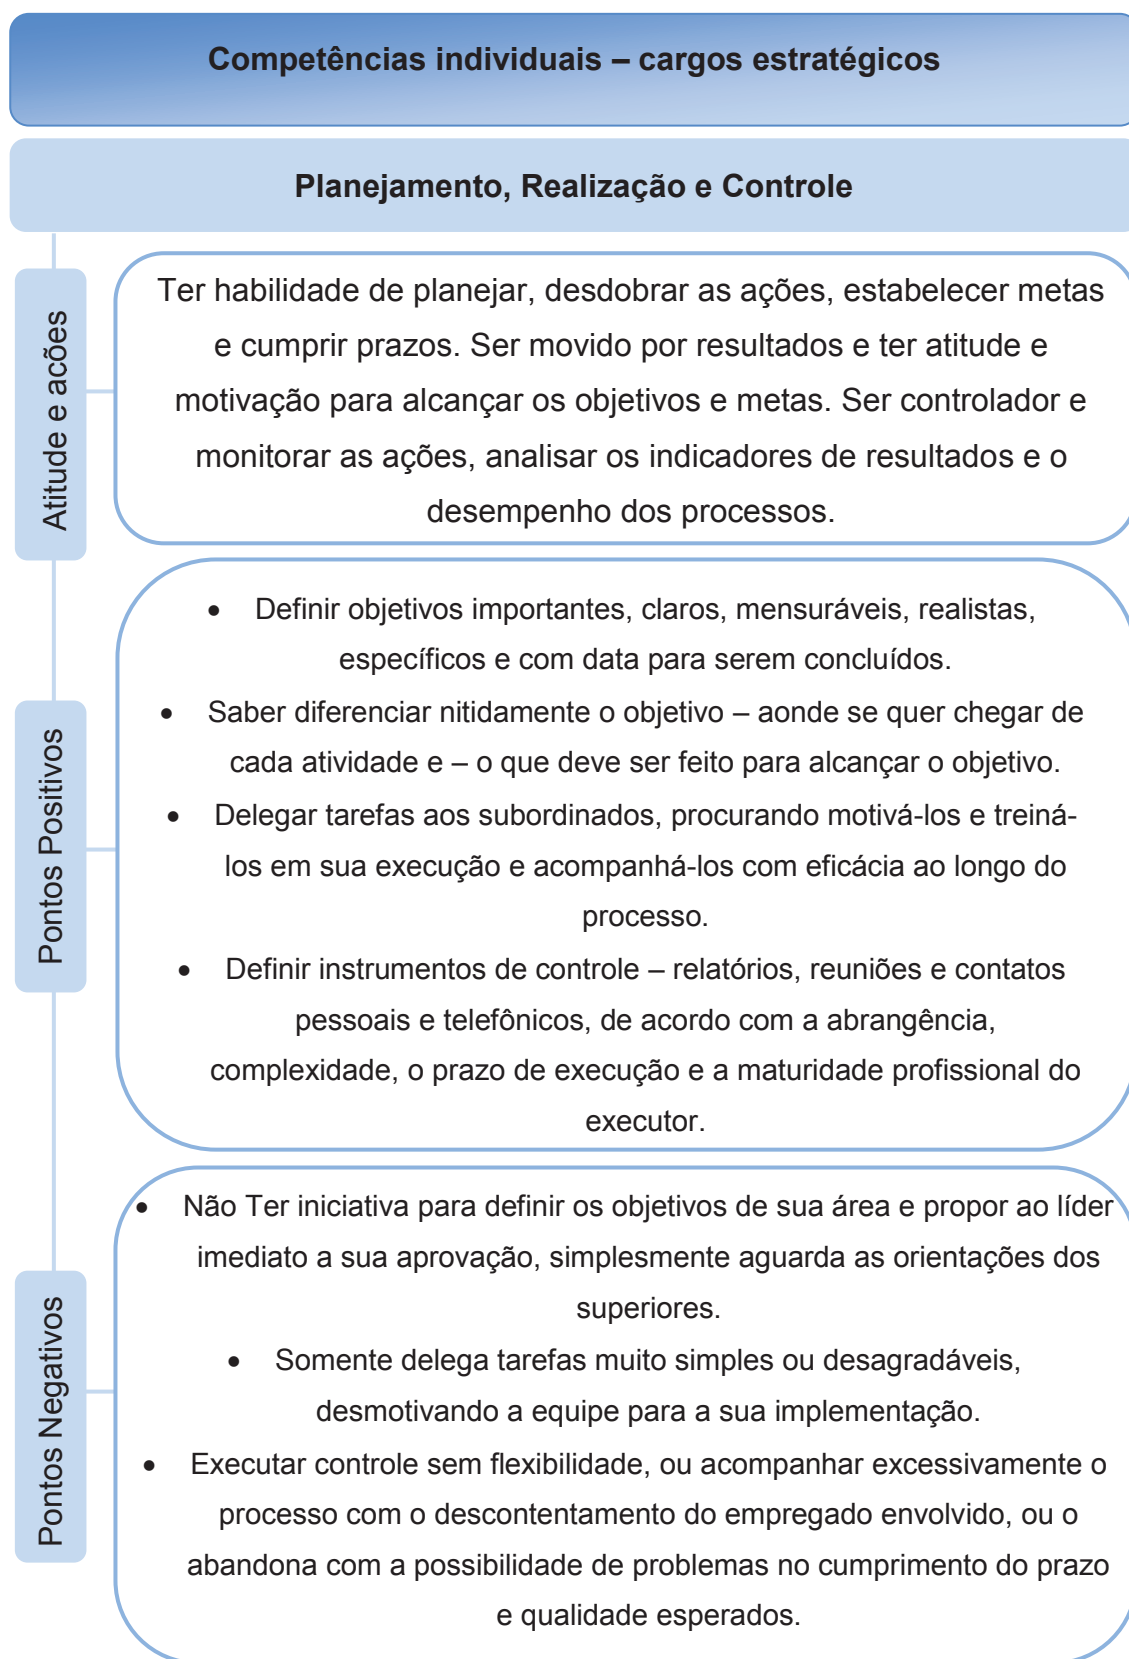 Competências individuais – cargos estratégicos
Planejamento, Realização e Controle
Atitude e acões
Ter habilidade de planejar, desdobrar as ações, estabelecer metas
e cumprir prazos. Ser movido por resultados e ter atitude e
motivação para alcançar os objetivos e metas. Ser controlador e
monitorar as ações, analisar os indicadores de resultados e o
desempenho dos processos.
Pontos Positivos
• Definir objetivos importantes, claros, mensuráveis, realistas,
específicos e com data para serem concluídos.
• Saber diferenciar nitidamente o objetivo – aonde se quer chegar de
cada atividade e – o que deve ser feito para alcançar o objetivo.
• Delegar tarefas aos subordinados, procurando motivá-los e treiná-
los em sua execução e acompanhá-los com eficácia ao longo do
processo.
• Definir instrumentos de controle – relatórios, reuniões e contatos
pessoais e telefônicos, de acordo com a abrangência,
complexidade, o prazo de execução e a maturidade profissional do
executor.
Pontos Negativos
• Não Ter iniciativa para definir os objetivos de sua área e propor ao líder
imediato a sua aprovação, simplesmente aguarda as orientações dos
superiores.
• Somente delega tarefas muito simples ou desagradáveis,
desmotivando a equipe para a sua implementação.
• Executar controle sem flexibilidade, ou acompanhar excessivamente o
processo com o descontentamento do empregado envolvido, ou o
abandona com a possibilidade de problemas no cumprimento do prazo
e qualidade esperados.